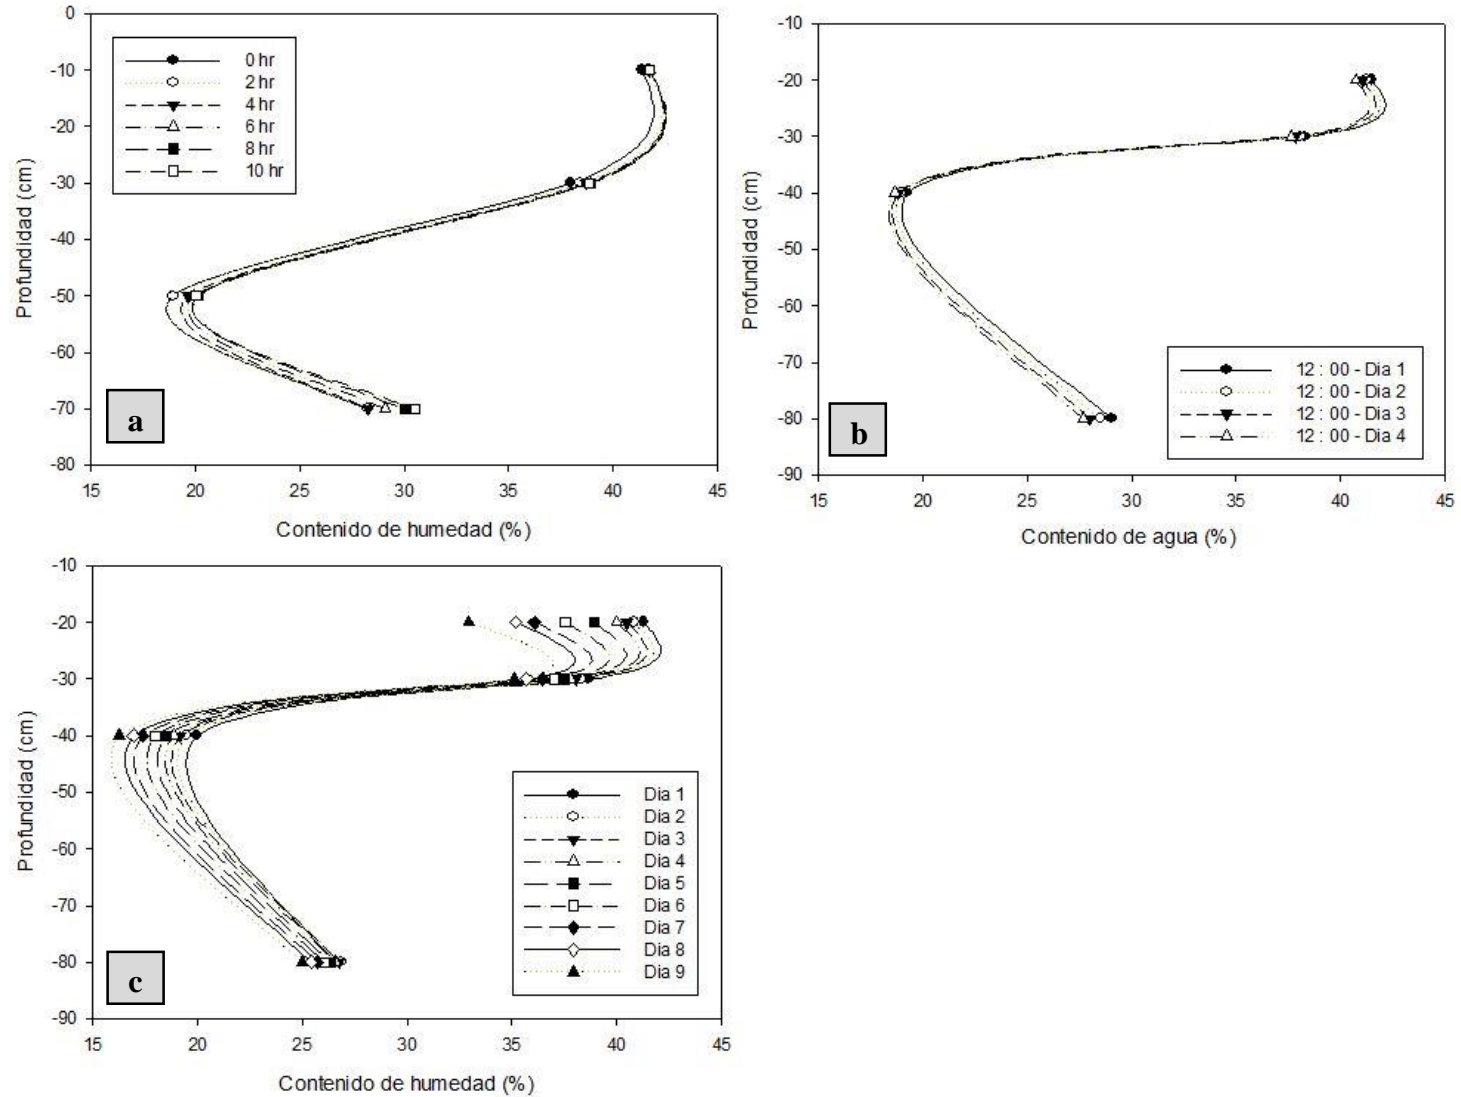 0
-10
-20
-30
-40
-50
-60
-70
-80
Profundidad (cm)
0 hr
2 hr
4 hr
6 hr
8 hr
10 hr
a
15 20 25 30 35 40 45
Contenido de humedad (%)
-10
-20
-30
-40
-50
-60
-70
-80
-90
Profundidad (cm)
12 : 00 - Dia 1
12 : 00 - Dia 2
12 : 00 - Dia 3
12 : 00 - Dia 4
b
15 20 25 30 35 40 45
Contenido de agua (%)
-10
-20
-30
-40
-50
-60
-70
-80
-90
Profundidad (cm)
Dia 1
Dia 2
Dia 3
Dia 4
Dia 5
Dia 6
Dia 7
Dia 8
Dia 9
c
15 20 25 30 35 40 45
Contenido de humedad (%)